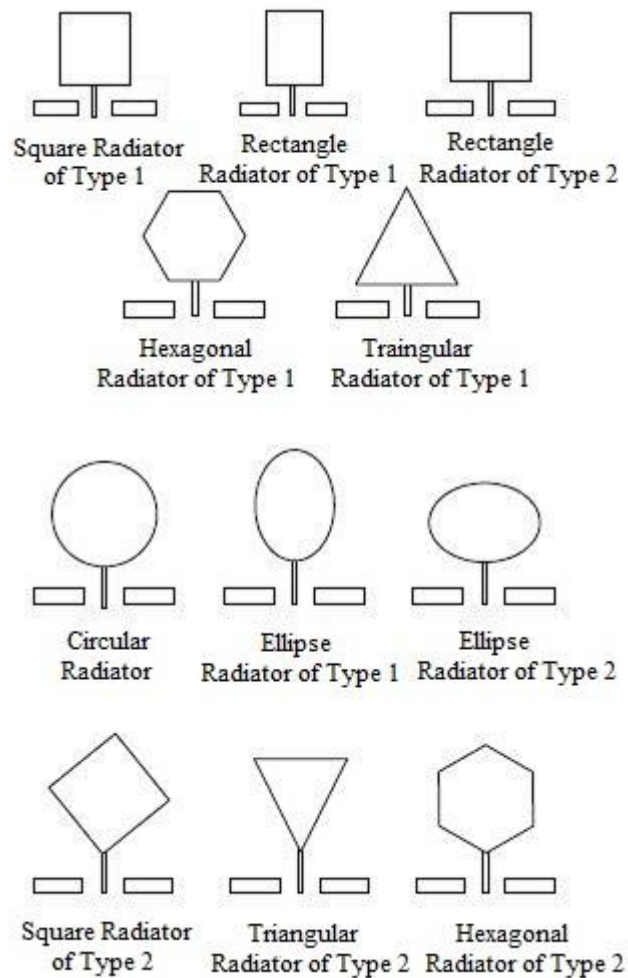 Square Radiator
of Type 1
Rectangle
Radiator of Type 1
Rectangle
Radiator of Type 2
Hexagonal
Radiator of Type 1
Traingular
Radiator of Type 1
Circular
Radiator
Ellipse
Radiator of Type 1
Ellipse
Radiator of Type 2
Square Radiator
of Type 2
Triangular
Radiator of Type 2
Hexagonal
Radiator of Type 2